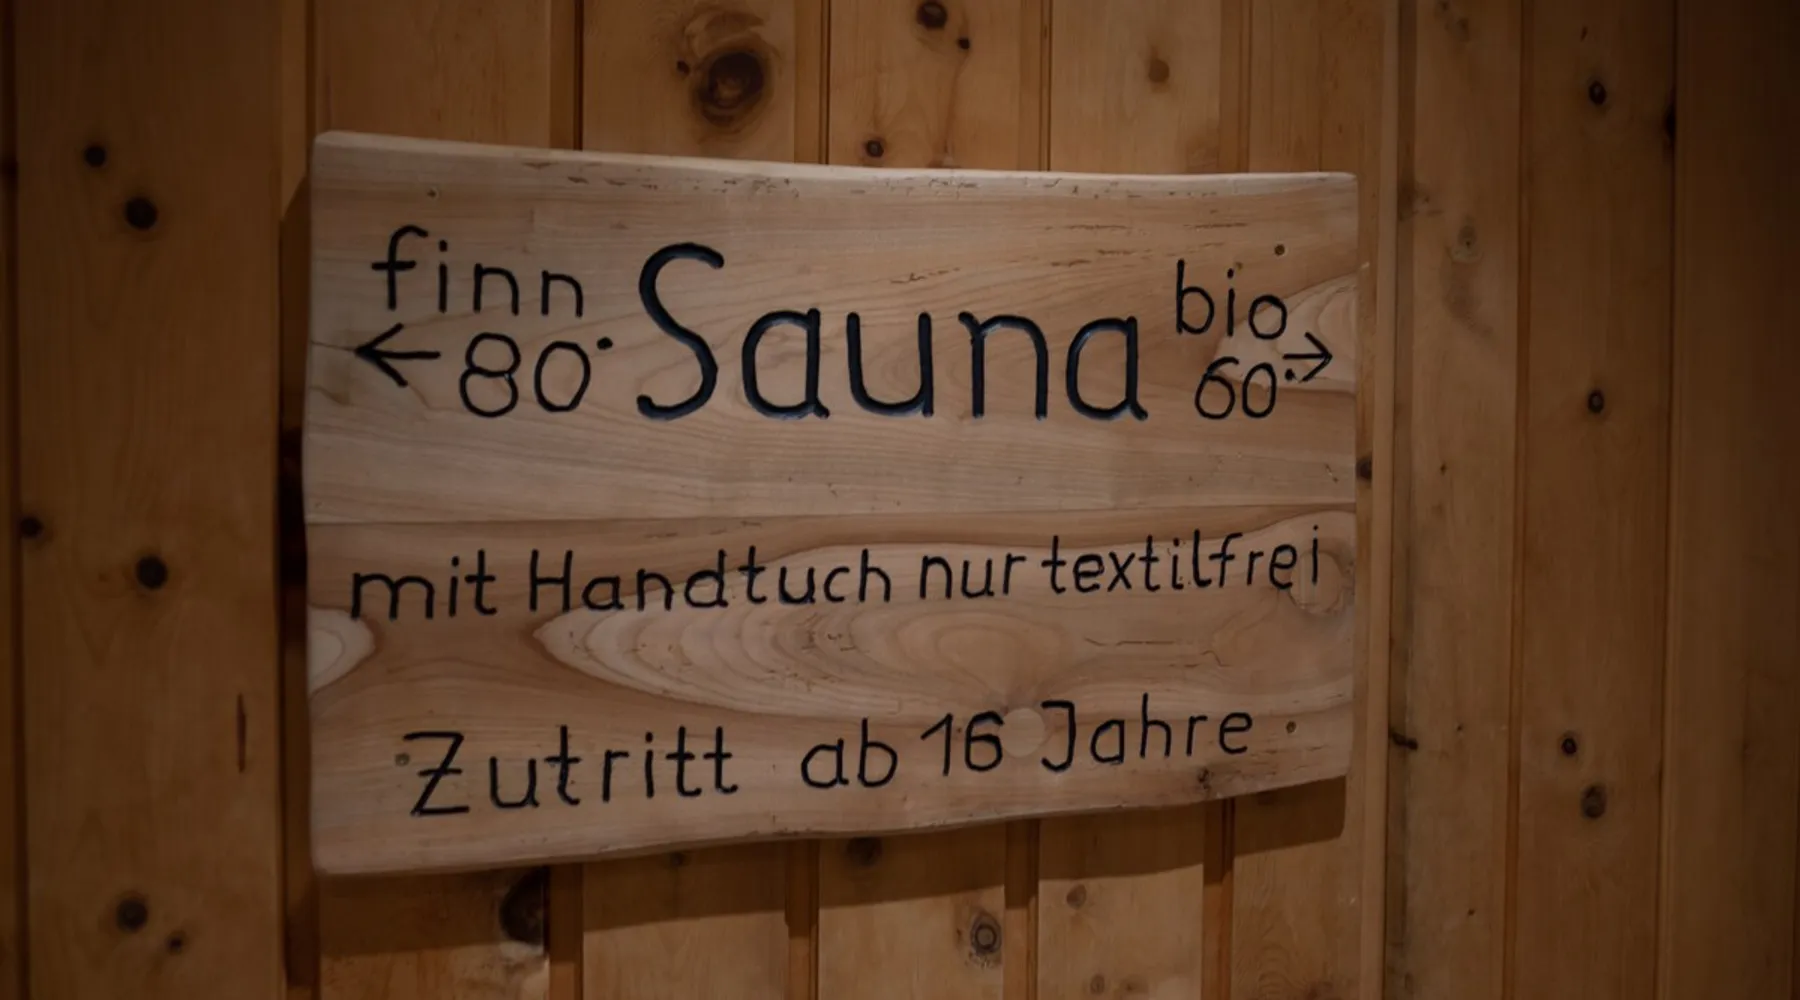 finn Sauna bio
← 80° 60° →
mit Handtuch nur textilfrei
Zutritt ab 16 Jahre